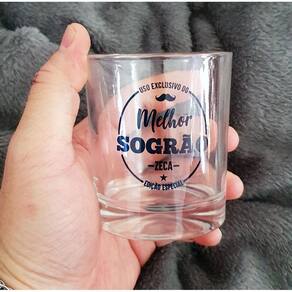 USO EXCLUSIVO DO
Melhor
SOGRÃO
-ZECA-
EDIÇÃO ESPECIAL